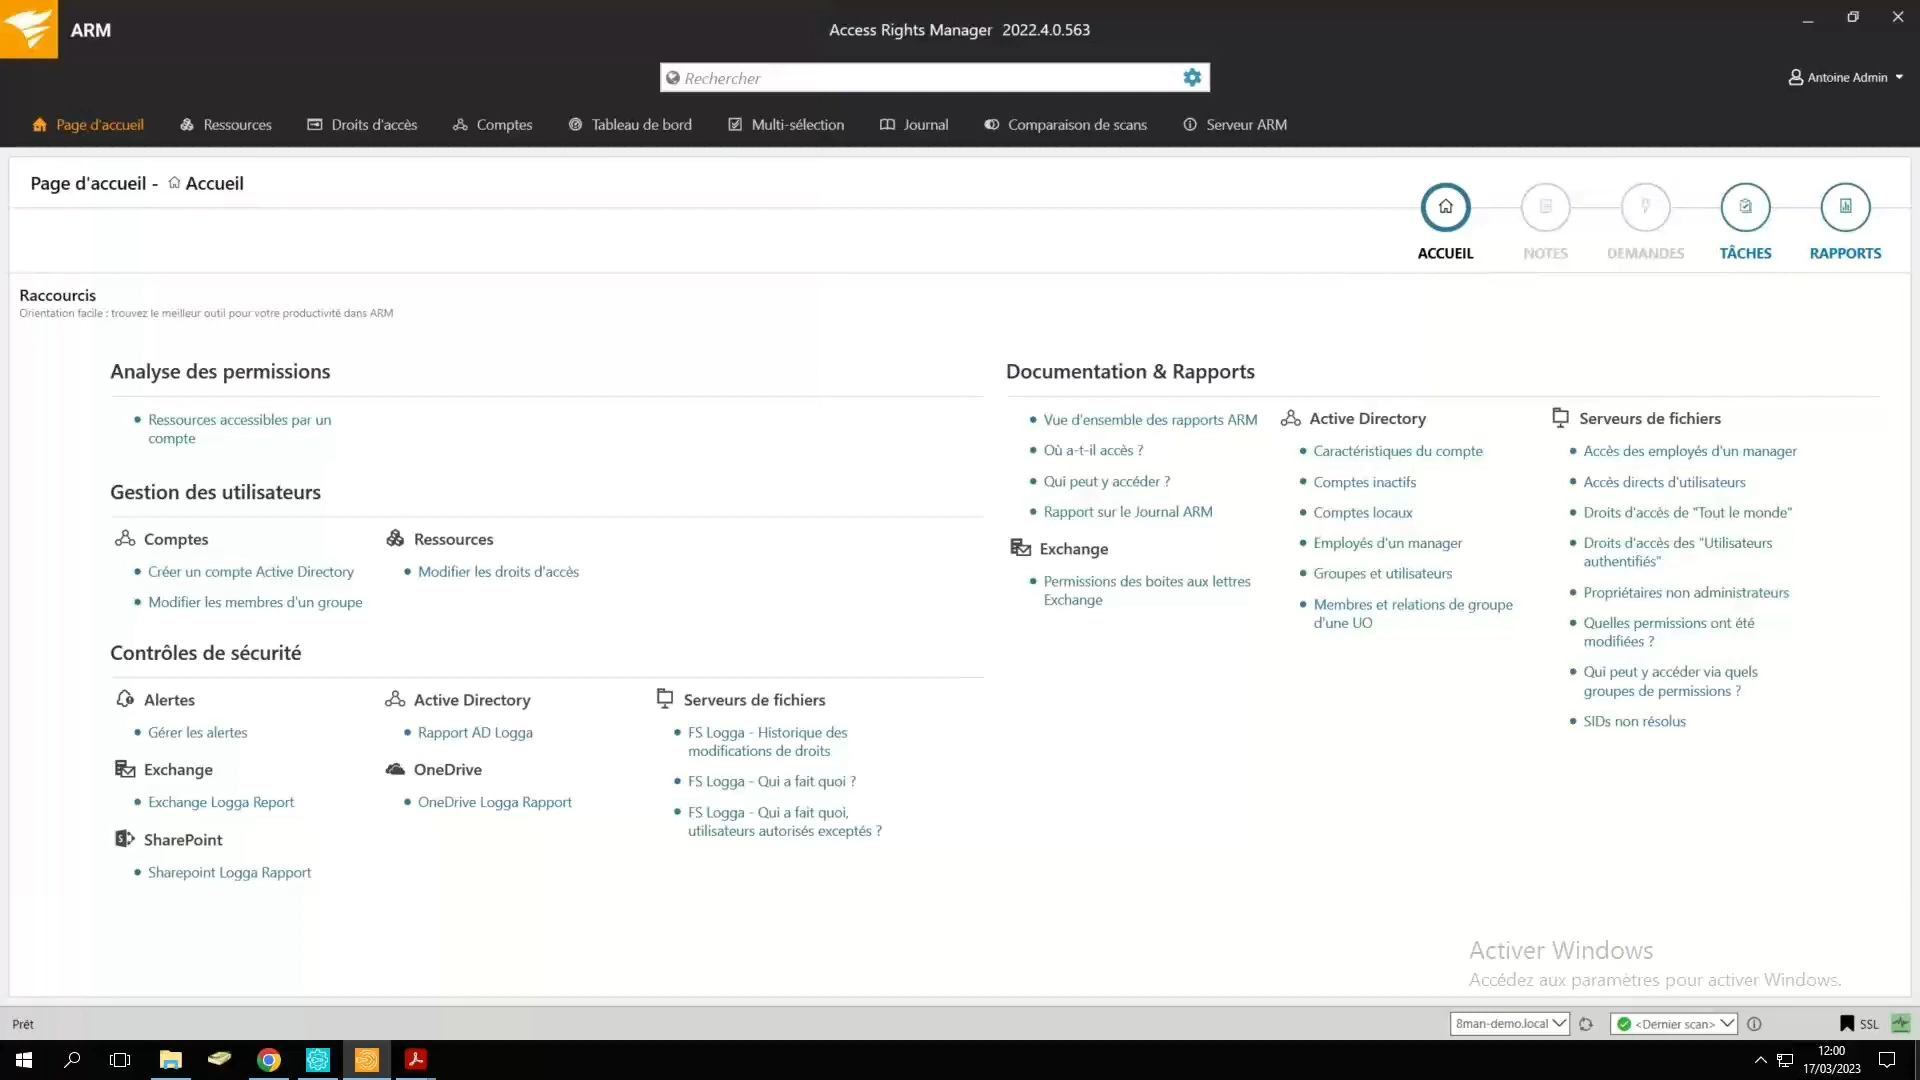 ARM
Access Rights Manager 2022.4.0.563
Rechercher
Antoine Admin
Page d'accueil
Ressources
Droits d'accès
Comptes
Tableau de bord
Multi-sélection
Journal
Comparaison de scans
Serveur ARM
Page d'accueil - Accueil
ACCUEIL
NOTES
DEMANDES
TÂCHES
RAPPORTS
Raccourcis
Orientation facile : trouvez le meilleur outil pour votre productivité dans ARM
Analyse des permissions
Ressources accessibles par un
compte
Gestion des utilisateurs
Comptes
Créer un compte Active Directory
Modifier les membres d'un groupe
Ressources
Modifier les droits d'accès
Contrôles de sécurité
Alertes
Gérer les alertes
Exchange
Exchange Logga Report
SharePoint
Sharepoint Logga Rapport
Active Directory
Rapport AD Logga
OneDrive
OneDrive Logga Rapport
Serveurs de fichiers
FS Logga - Historique des
modifications de droits
FS Logga - Qui a fait quoi ?
FS Logga - Qui a fait quoi,
utilisateurs autorisés exceptés ?
Documentation & Rapports
Vue d'ensemble des rapports ARM
Où a-t-il accès ?
Qui peut y accéder ?
Rapport sur le Journal ARM
Exchange
Permissions des boites aux lettres
Exchange
Active Directory
Caractéristiques du compte
Comptes inactifs
Comptes locaux
Employés d'un manager
Groupes et utilisateurs
Membres et relations de groupe
d'une UO
Serveurs de fichiers
Accès des employés d'un manager
Accès directs d'utilisateurs
Droits d'accès de "Tout le monde"
Droits d'accès des "Utilisateurs
authentifiés"
Propriétaires non administrateurs
Quelles permissions ont été
modifiées ?
Qui peut y accéder via quels
groupes de permissions ?
SIDs non résolus
Activer Windows
Accédez aux paramètres pour activer Windows.
Prêt
8man-demo.local
<Dernier scan>
SSL
12:00
17/03/2023